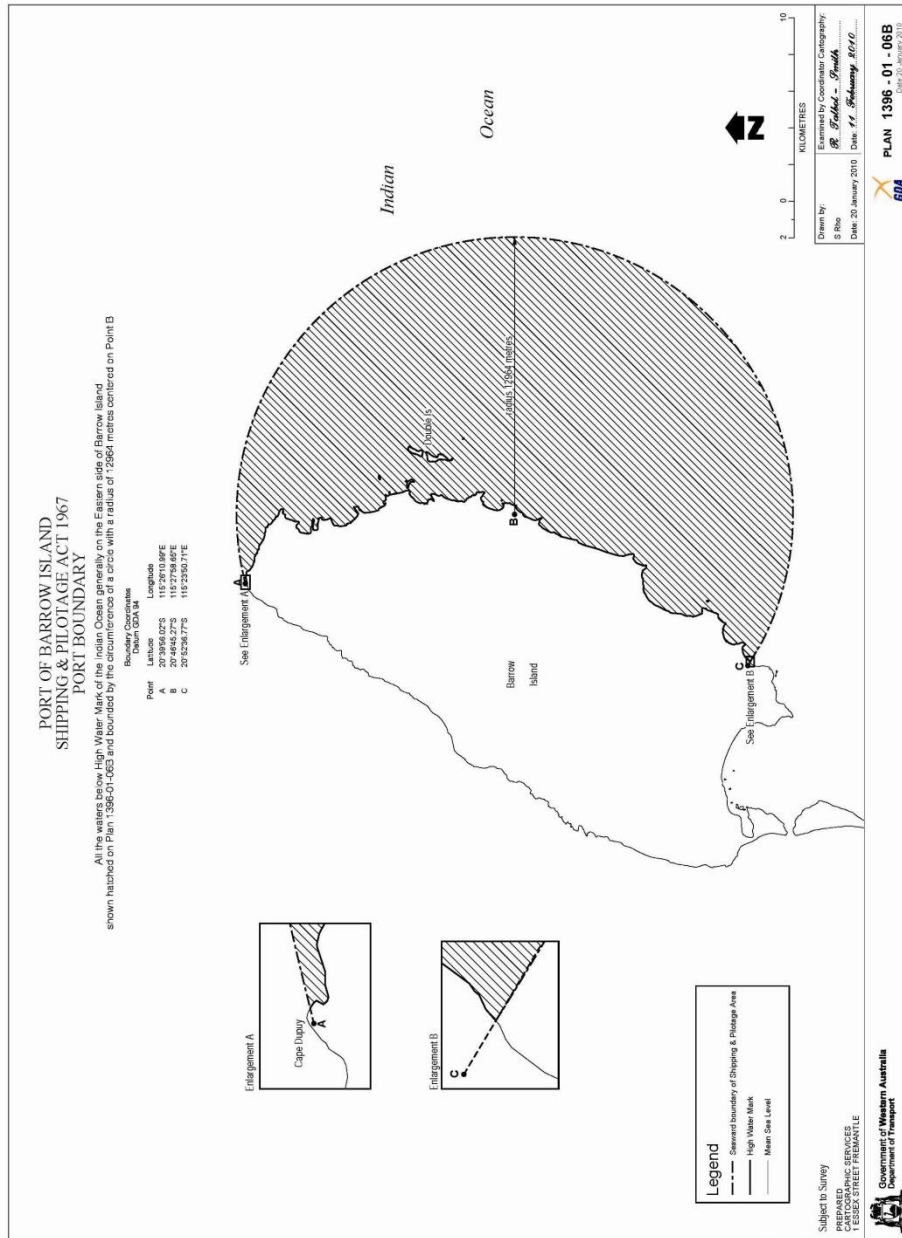 PORT OF BARROW ISLAND
SHIPPING & PILOTAGE ACT 1967
PORT BOUNDARY
All the waters below High Water Mark of the Indian Ocean generally on the Eastern side of Barrow Island
shown hatched on Plan 1396-01-06B and bounded by the circumference of a circle with a radius of 12964 metres centered on Point B
Boundary Coordinates
Datum GDA 94
Point Latitude Longitude
A 20°39'56.02"S 115°26'10.99"E
B 20°46'45.27"S 115°27'58.65"E
C 20°52'36.77"S 115°23'50.71"E
Enlargement A
Cape Dupuy
A
Enlargement B
C
See Enlargement A
Double Is
Indian
Ocean
B
radius 12964 metres
Barrow
Island
See Enlargement B
C
Legend
Seaward boundary of Shipping & Pilotage Area
High Water Mark
Mean Sea Level
N
2 0 10
KILOMETRES
Subject to Survey
PREPARED
CARTOGRAPHIC SERVICES
1 ESSEX STREET FREMANTLE
Drawn by:
S Rho
Date: 20 January 2010
Examined by Coordinator Cartography:
R Talbot - Smith
Date: 11 February 2010
Government of Western Australia
Department of Transport
GDA
PLAN 1396 - 01 - 06B
Date 20 January 2010